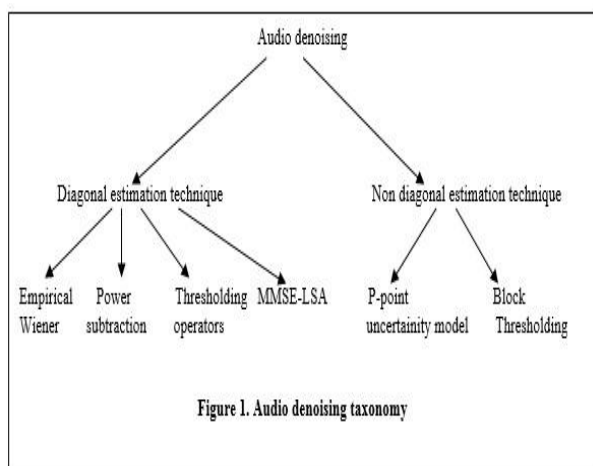 Audio denoising
Diagonal estimation technique
Non diagonal estimation technique
Empirical Wiener
Power subtraction
Thresholding operators
MMSE-LSA
P-point uncertainity model
Block Thresholding
Figure 1. Audio denoising taxonomy